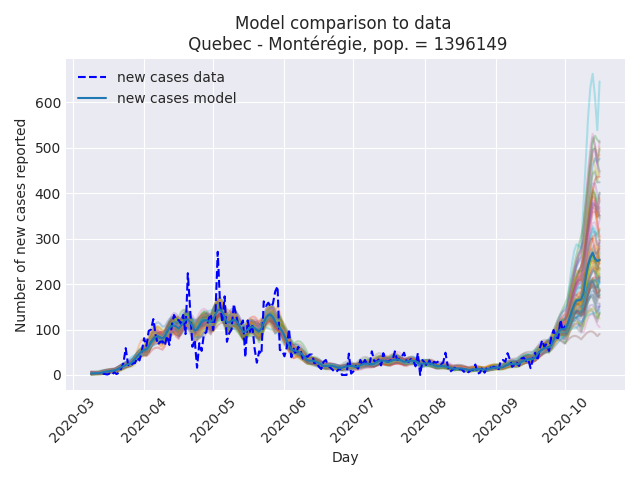 Model comparison to data
Quebec - Montérégie, pop. = 1396149
new cases data
new cases model
Number of new cases reported
600
500
400
300
200
100
0
2020-03
2020-04
2020-05
2020-06
2020-07
2020-08
2020-09
2020-10
Day